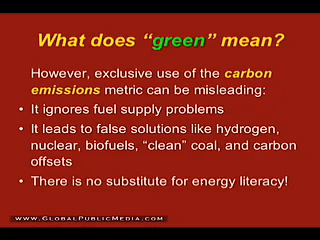 What does “green” mean?
However, exclusive use of the carbon
emissions metric can be misleading:
• It ignores fuel supply problems
• It leads to false solutions like hydrogen,
nuclear, biofuels, “clean” coal, and carbon
offsets
• There is no substitute for energy literacy!
www.GlobalPublicMedia.com